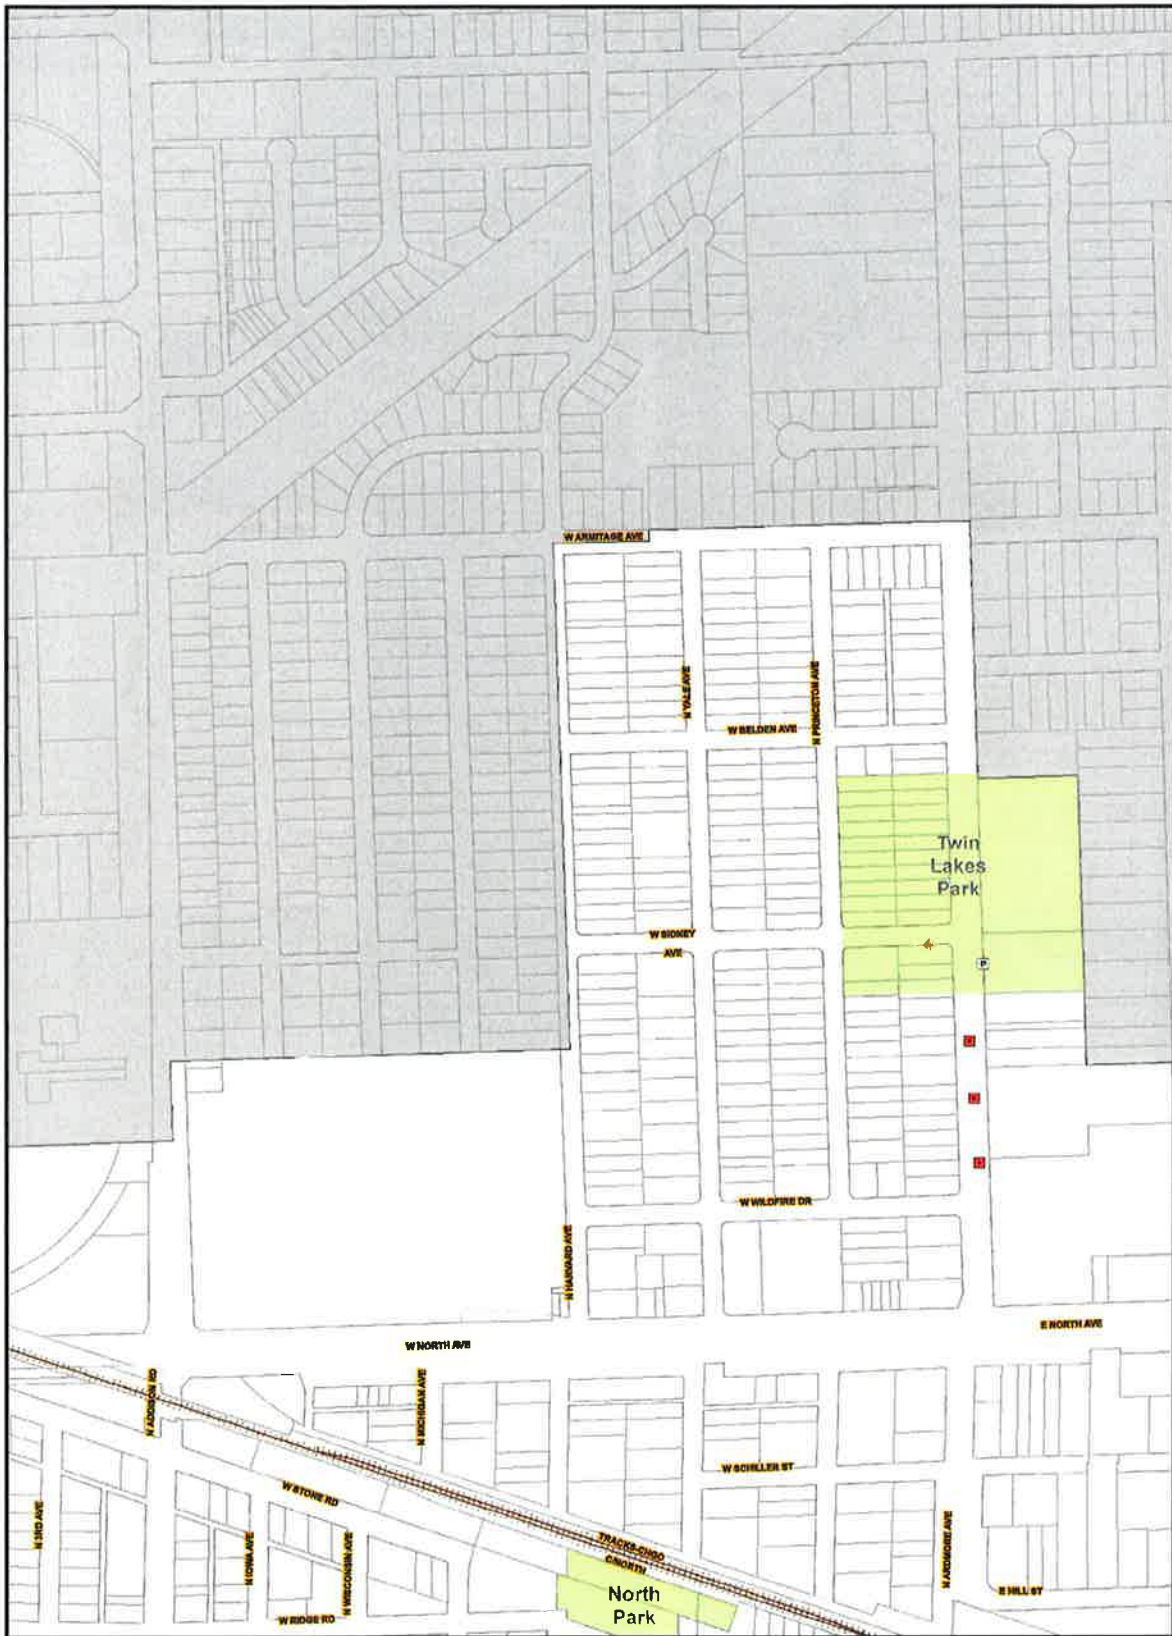 W ARMITAGE AVE
N YALE AVE
N PRINCETON AVE
W BELDEN AVE
Twin
Lakes
Park
W SIDNEY
AVE
P
W WILDFIRE DR
N HARVARD AVE
E NORTH AVE
W NORTH AVE
N ADDISON RD
N MICHIGAN AVE
W SCHILLER ST
W STONE RD
N 3RD AVE
N IOWA AVE
N WISCONSIN AVE
TRACKS-CHGO
C/NORTH
N ARDMORE AVE
E HILL ST
North
Park
W RIDGE RD